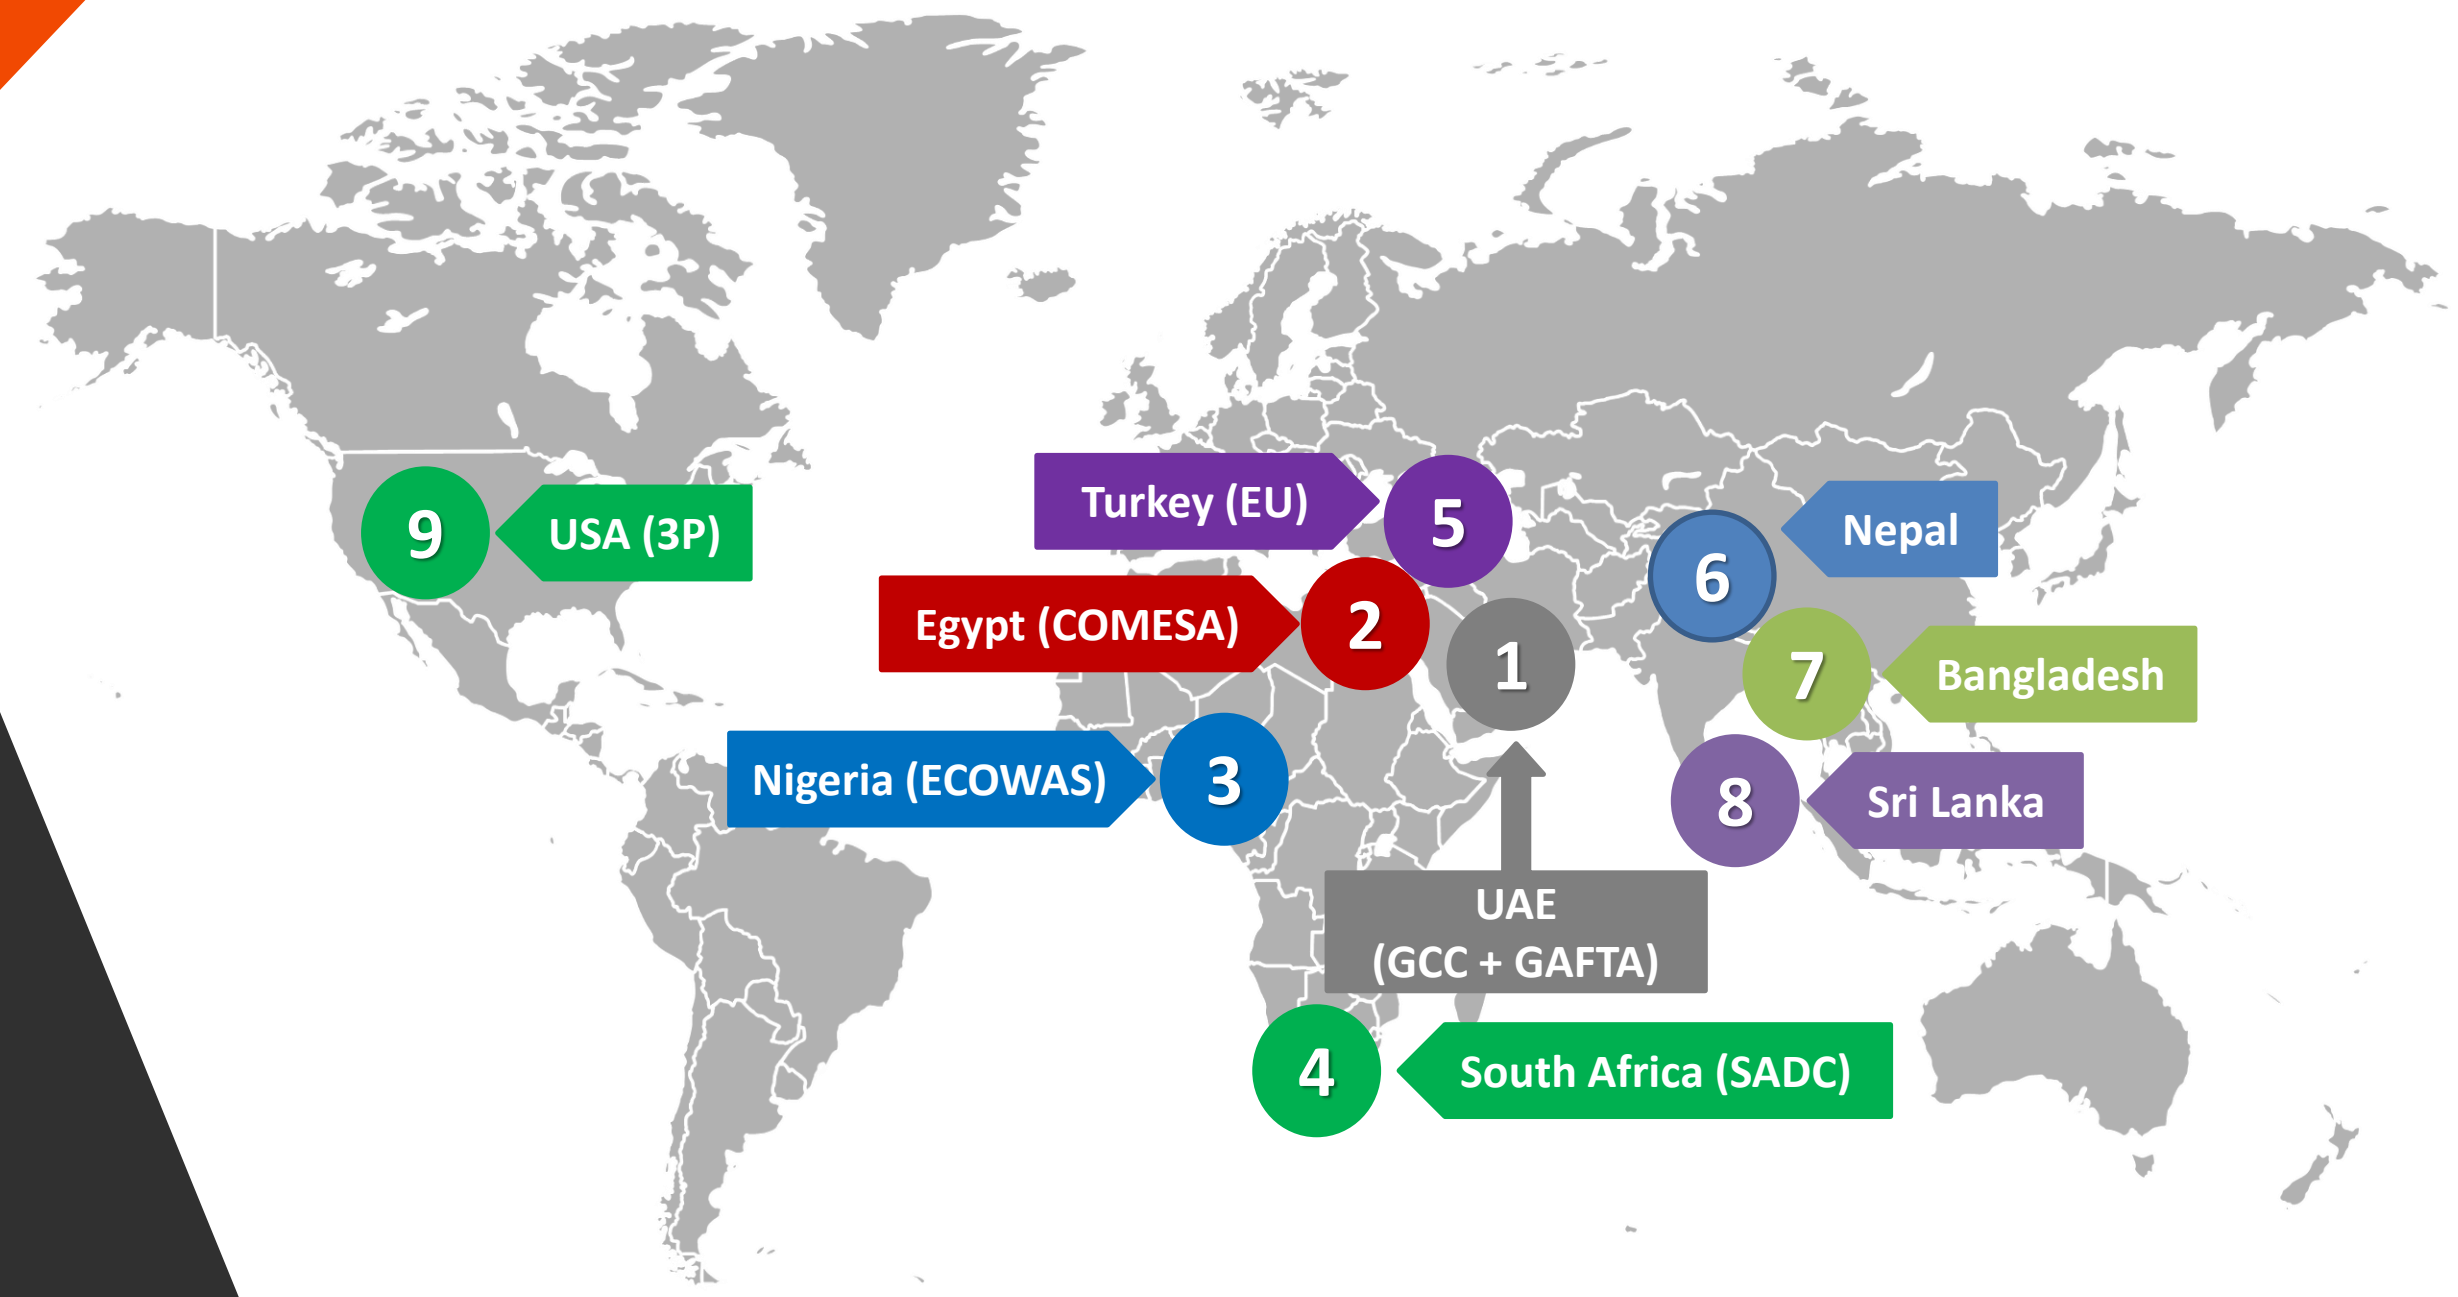 Turkey (EU)
5
9
USA (3P)
Nepal
6
Egypt (COMESA)
2
1
7
Bangladesh
Nigeria (ECOWAS)
3
8
Sri Lanka
UAE
(GCC + GAFTA)
4
South Africa (SADC)